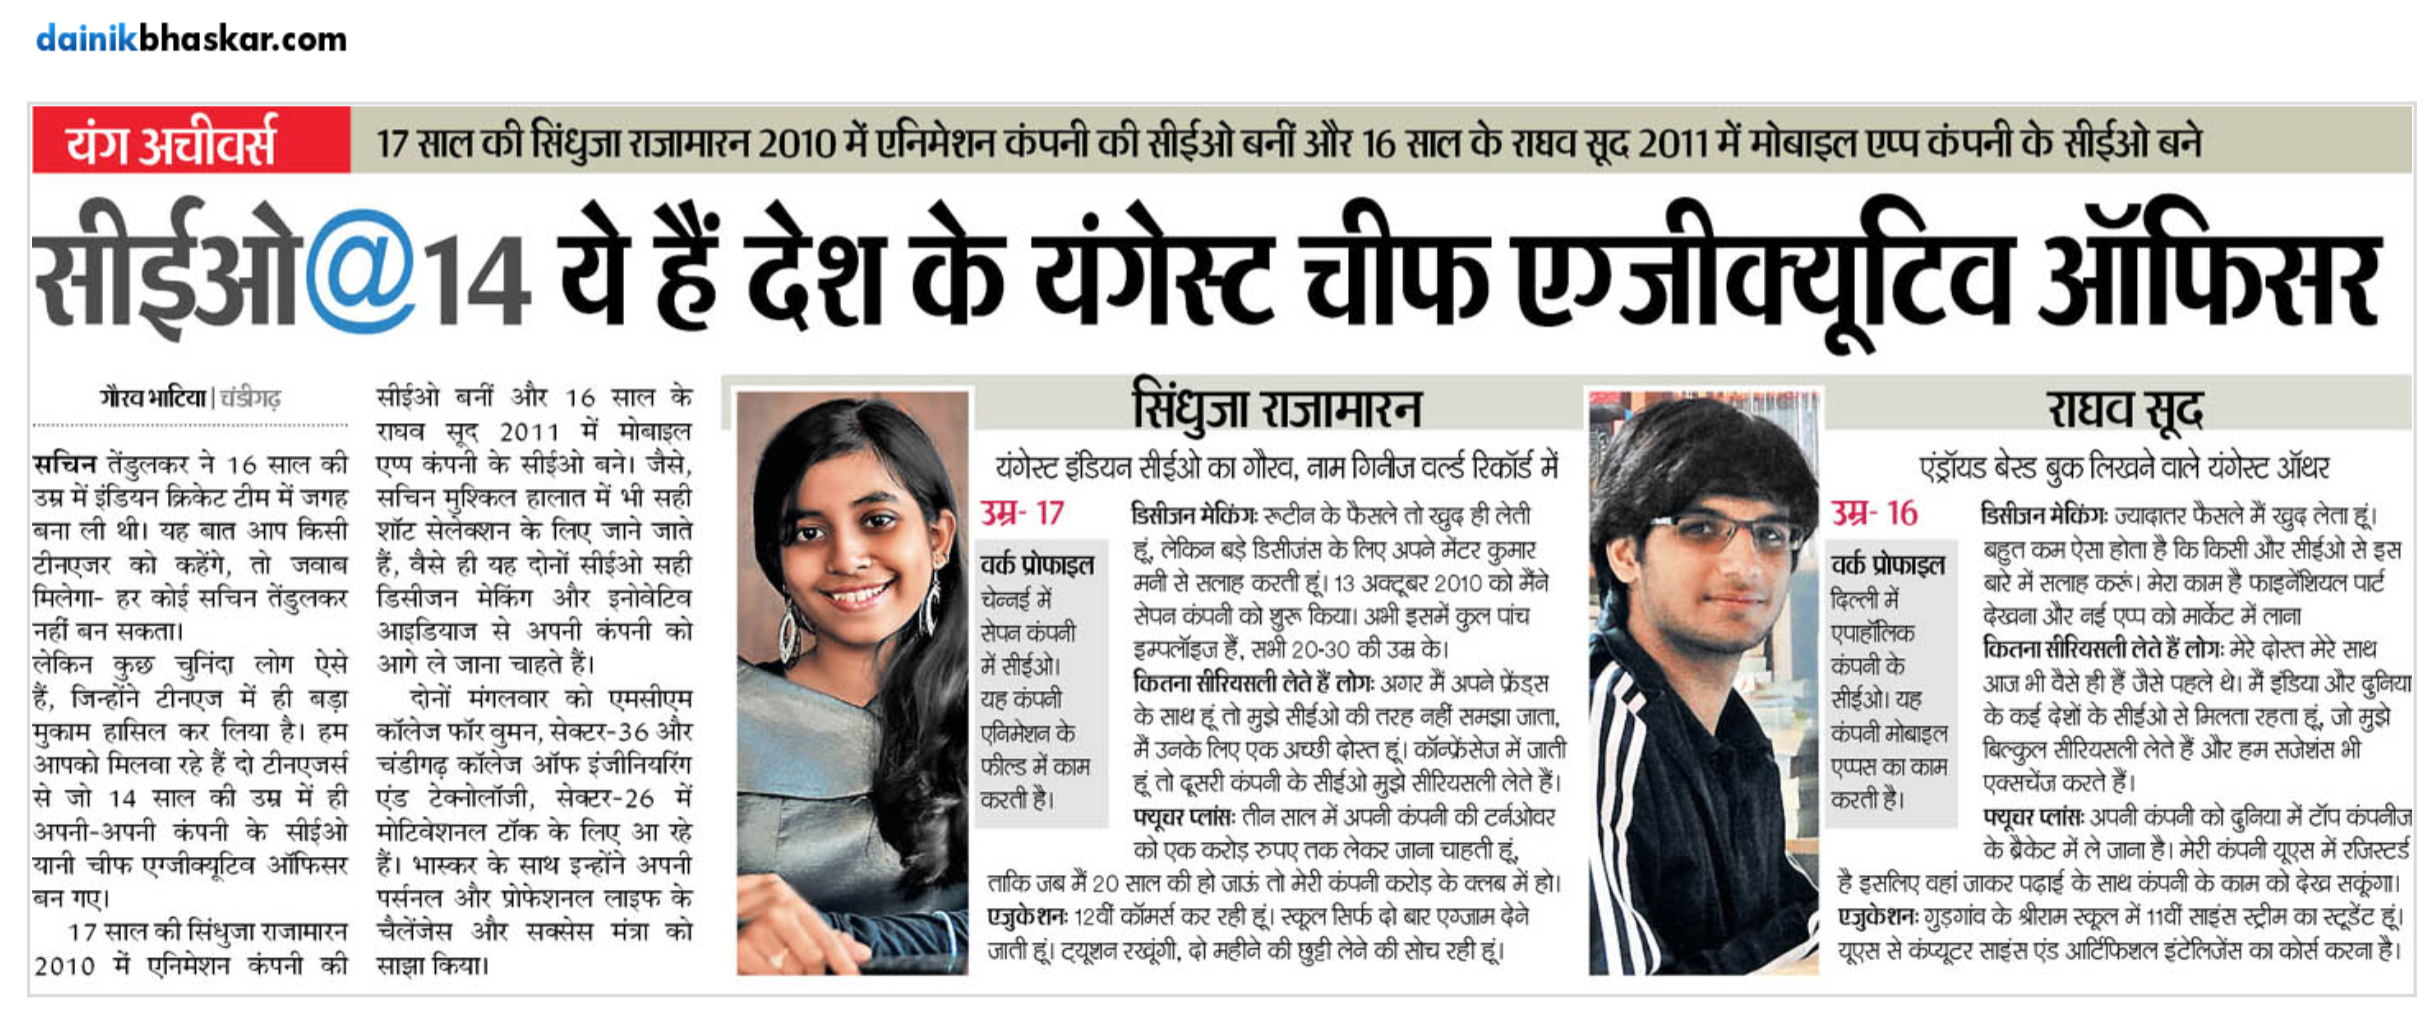 dainikbhaskar.com
यंग अचीवर्स
17 साल की सिंधुजा राजामारन 2010 में एनिमेशन कंपनी की सीईओ बनीं और 16 साल के राघव सूद 2011 में मोबाइल एप्प कंपनी के सीईओ बने
सीईओ@14 ये हैं देश के यंगेस्ट चीफ एग्जीक्यूटिव ऑफिसर
गौरव भाटिया | चंडीगढ़
सचिन तेंडुलकर ने 16 साल की
उम्र में इंडियन क्रिकेट टीम में जगह
बना ली थी। यह बात आप किसी
टीनएजर को कहेंगे, तो जवाब
मिलेगा- हर कोई सचिन तेंडुलकर
नहीं बन सकता।
लेकिन कुछ चुनिंदा लोग ऐसे
हैं, जिन्होंने टीनएज में ही बड़ा
मुकाम हासिल कर लिया है। हम
आपको मिलवा रहे हैं दो टीनएजर्स
से जो 14 साल की उम्र में ही
अपनी-अपनी कंपनी के सीईओ
यानी चीफ एग्जीक्यूटिव ऑफिसर
बन गए।
17 साल की सिंधुजा राजामारन
2010 में एनिमेशन कंपनी की
सीईओ बनीं और 16 साल के
राघव सूद 2011 में मोबाइल
एप्प कंपनी के सीईओ बने। जैसे,
सचिन मुश्किल हालात में भी सही
शॉट सेलेक्शन के लिए जाने जाते
हैं, वैसे ही यह दोनों सीईओ सही
डिसीजन मेकिंग और इनोवेटिव
आइडियाज से अपनी कंपनी को
आगे ले जाना चाहते हैं।
दोनों मंगलवार को एमसीएम
कॉलेज फॉर वुमन, सेक्टर-36 और
चंडीगढ़ कॉलेज ऑफ इंजीनियरिंग
एंड टेक्नोलॉजी, सेक्टर-26 में
मोटिवेशनल टॉक के लिए आ रहे
हैं। भास्कर के साथ इन्होंने अपनी
पर्सनल और प्रोफेशनल लाइफ के
चैलेंजेस और सक्सेस मंत्रा को
साझा किया।
सिंधुजा राजामारन
यंगेस्ट इंडियन सीईओ का गौरव, नाम गिनीज वर्ल्ड रिकॉर्ड में
उम्र- 17
वर्क प्रोफाइल
चेन्नई में
सेपन कंपनी
में सीईओ।
यह कंपनी
एनिमेशन के
फील्ड में काम
करती है।
डिसीजन मेकिंग: रूटीन के फैसले तो खुद ही लेती
हूं, लेकिन बड़े डिसीजंस के लिए अपने मेंटर कुमार
मनी से सलाह करती हूं। 13 अक्टूबर 2010 को मैंने
सेपन कंपनी को शुरू किया। अभी इसमें कुल पांच
इम्पलॉइज हैं, सभी 20-30 की उम्र के।
कितना सीरियसली लेते हैं लोग: अगर मैं अपने फ्रेंड्स
के साथ हूं तो मुझे सीईओ की तरह नहीं समझा जाता,
मैं उनके लिए एक अच्छी दोस्त हूं। कॉन्फ्रेंसेज में जाती
हूं तो दूसरी कंपनी के सीईओ मुझे सीरियसली लेते हैं।
फ्यूचर प्लांस: तीन साल में अपनी कंपनी की टर्नओवर
को एक करोड़ रुपए तक लेकर जाना चाहती हूं,
ताकि जब मैं 20 साल की हो जाऊं तो मेरी कंपनी करोड़ के क्लब में हो।
एजुकेशन: 12वीं कॉमर्स कर रही हूं। स्कूल सिर्फ दो बार एग्जाम देने
जाती हूं। ट्यूशन रखूंगी, दो महीने की छुट्टी लेने की सोच रही हूं।
राघव सूद
एंड्रॉयड बेस्ड बुक लिखने वाले यंगेस्ट ऑथर
उम्र- 16
वर्क प्रोफाइल
दिल्ली में
एपाहॉलिक
कंपनी के
सीईओ। यह
कंपनी मोबाइल
एप्पस का काम
करती है।
डिसीजन मेकिंग: ज्यादातर फैसले मैं खुद लेता हूं।
बहुत कम ऐसा होता है कि किसी और सीईओ से इस
बारे में सलाह करूं। मेरा काम है फाइनेंशियल पार्ट
देखना और नई एप्प को मार्केट में लाना
कितना सीरियसली लेते हैं लोग: मेरे दोस्त मेरे साथ
आज भी वैसे ही हैं जैसे पहले थे। मैं इंडिया और दुनिया
के कई देशों के सीईओ से मिलता रहता हूं, जो मुझे
बिल्कुल सीरियसली लेते हैं और हम सजेशंस भी
एक्सचेंज करते हैं।
फ्यूचर प्लांस: अपनी कंपनी को दुनिया में टॉप कंपनीज
के ब्रैकेट में ले जाना है। मेरी कंपनी यूएस में रजिस्टर्ड
है इसलिए वहां जाकर पढ़ाई के साथ कंपनी के काम को देख सकूंगा।
एजुकेशन: गुड़गांव के श्रीराम स्कूल में 11वीं साइंस स्ट्रीम का स्टूडेंट हूं।
यूएस से कंप्यूटर साइंस एंड आर्टिफिशल इंटेलिजेंस का कोर्स करना है।